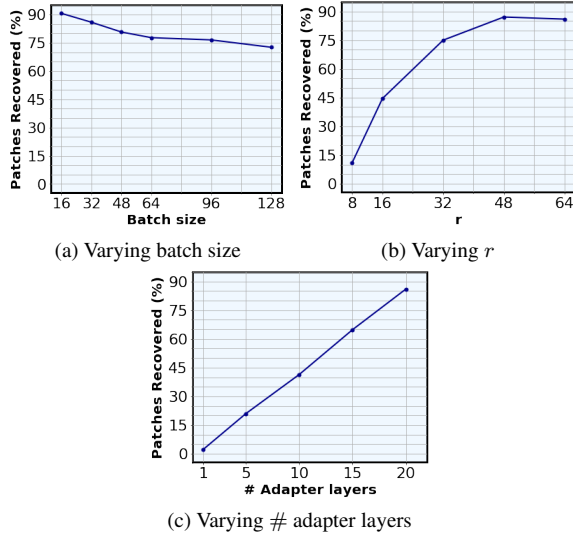 Patches Recovered (%)
90
75
60
45
30
15
0
16 32 48 64 96 128
Batch size
(a) Varying batch size
Patches Recovered (%)
90
75
60
45
30
15
0
8 16 32 48 64
r
(b) Varying r
Patches Recovered (%)
90
75
60
45
30
15
0
1 5 10 15 20
# Adapter layers
(c) Varying # adapter layers